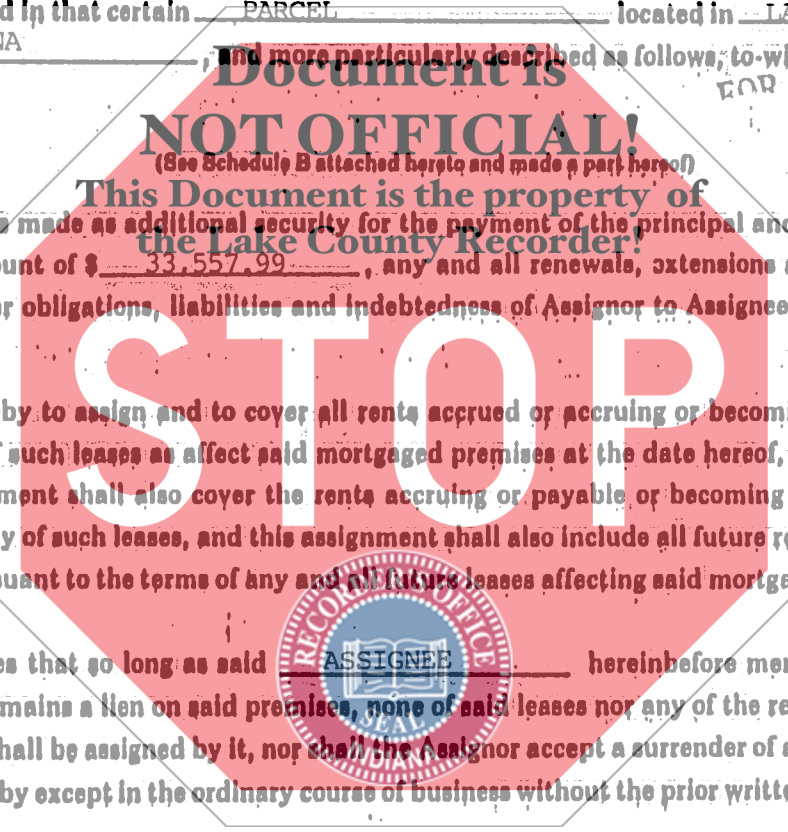 d in that certain PARCEL located in LA
NA , and more particularly described as follows, to-wi
FOR
Document is
NOT OFFICIAL!
(See Schedule B attached hereto and made a part hereof)
This Document is the property of
s made as additional security for the payment of the principal and
the Lake County Recorder!
unt of $ 33,557.99 , any and all renewals, extensions
r obligations, liabilities and indebtedness of Assignor to Assignee
STOP
by to assign and to cover all rents accrued or accruing or becomi
such leases as affect said mortgaged premises at the date hereof,
ment shall also cover the rents accruing or payable or becoming
y of such leases, and this assignment shall also include all future r
uant to the terms of any and all future leases affecting said mortga
RECORDER'S OFFICE
SEAL
INDIANA
es that so long as said ASSIGNEE hereinbefore men
mains a lien on said premises, none of said leases nor any of the re
hall be assigned by it, nor shall the Assignor accept a surrender of a
by except in the ordinary course of business without the prior writte